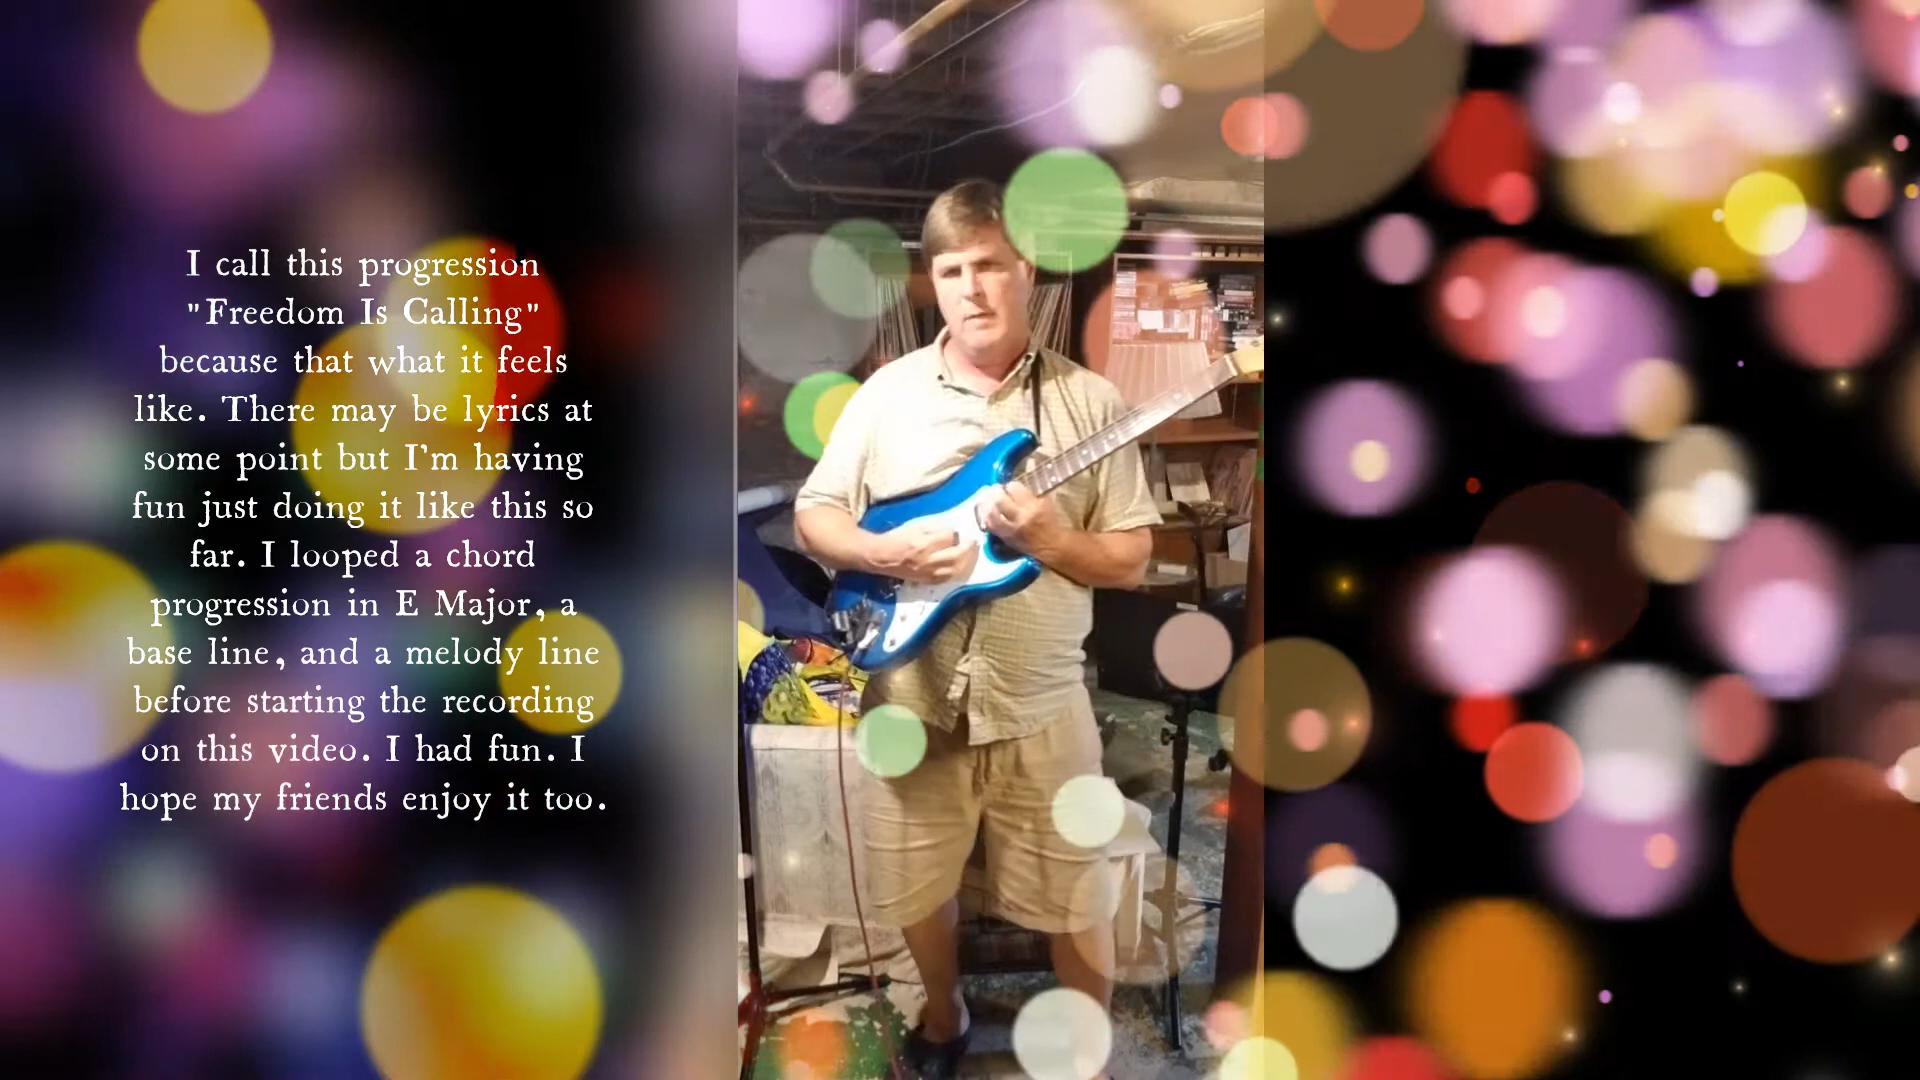 I call this progression
"Freedom Is Calling"
because that what it feels
like. There may be lyrics at
some point but I'm having
fun just doing it like this so
far. I looped a chord
progression in E Major, a
base line, and a melody line
before starting the recording
on this video. I had fun. I
hope my friends enjoy it too.